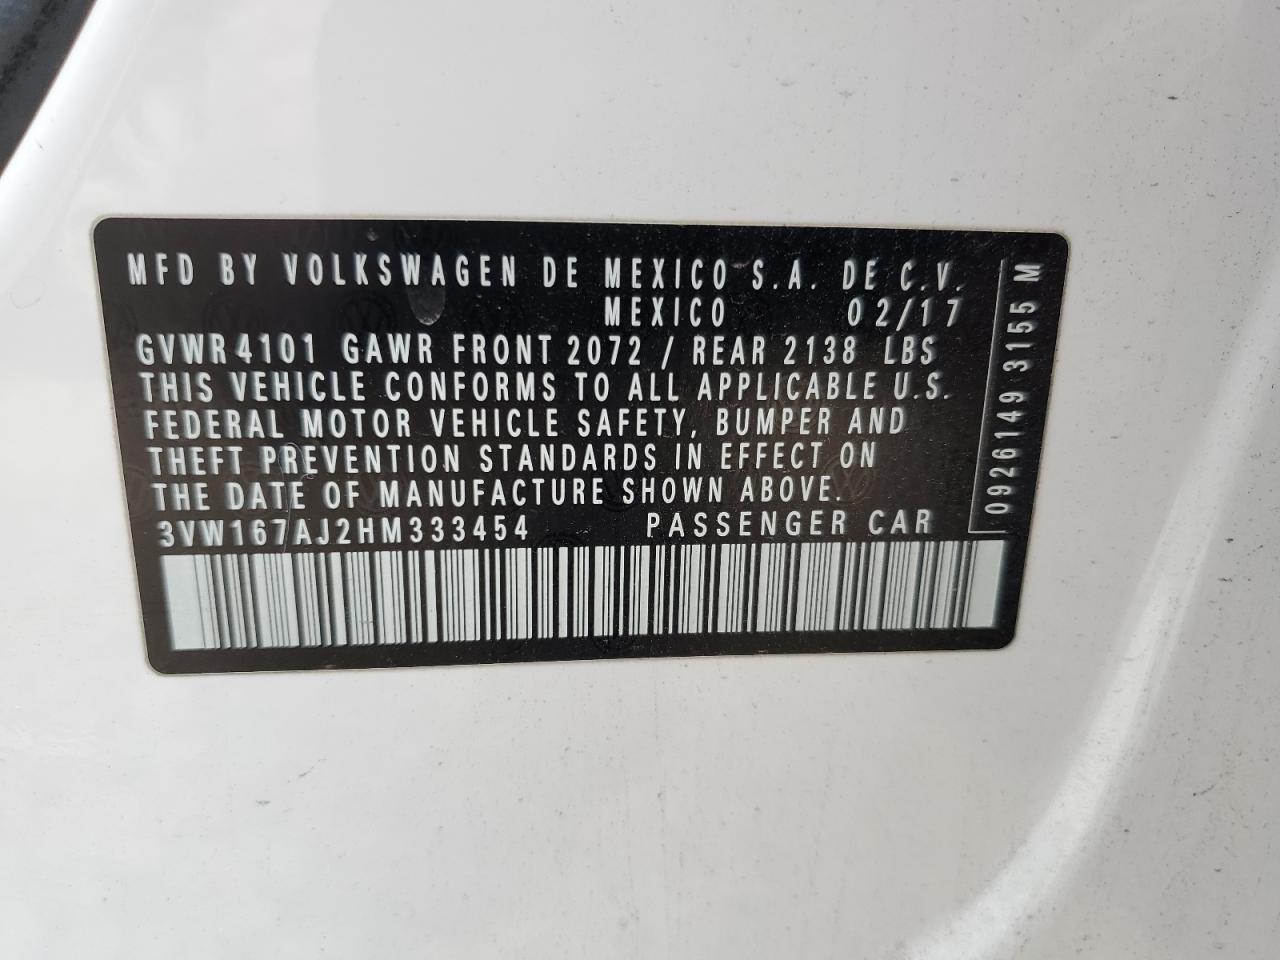 MFD BY VOLKSWAGEN DE MEXICO S.A. DE C.V.
MEXICO 02/17
GVWR 4101 GAWR FRONT 2072 / REAR 2138 LBS
THIS VEHICLE CONFORMS TO ALL APPLICABLE U.S.
FEDERAL MOTOR VEHICLE SAFETY, BUMPER AND
THEFT PREVENTION STANDARDS IN EFFECT ON
THE DATE OF MANUFACTURE SHOWN ABOVE.
3VW167AJ2HM333454 PASSENGER CAR
0926149 3155 M